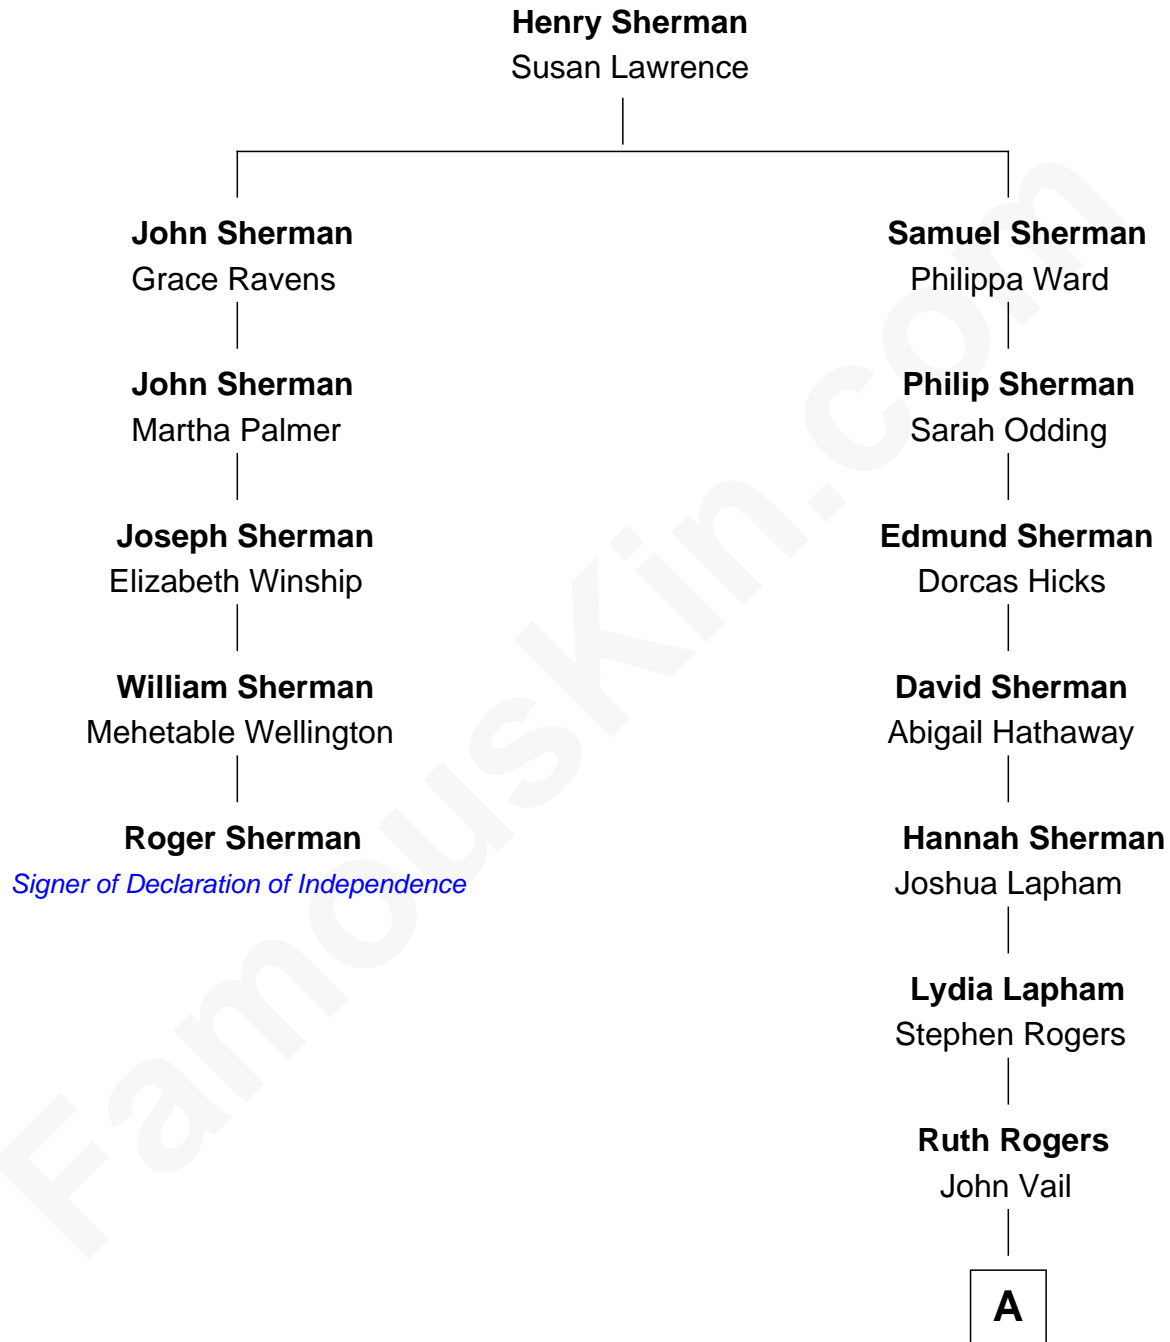 Henry Sherman
Susan Lawrence
John Sherman
Grace Ravens
John Sherman
Martha Palmer
Joseph Sherman
Elizabeth Winship
William Sherman
Mehetable Wellington
Roger Sherman
Signer of Declaration of Independence
Samuel Sherman
Philippa Ward
Philip Sherman
Sarah Odding
Edmund Sherman
Dorcas Hicks
David Sherman
Abigail Hathaway
Hannah Sherman
Joshua Lapham
Lydia Lapham
Stephen Rogers
Ruth Rogers
John Vail
A
FamousKin.com